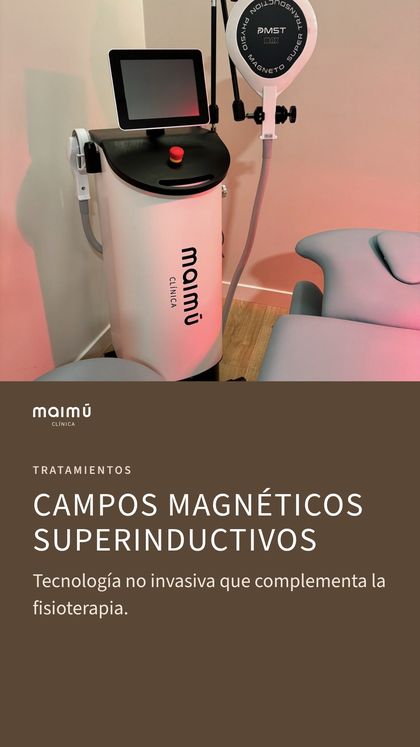 PHYSIO MAGNETO SUPER TRANSDUCTION
PMST
maimū
CLÍNICA
maimū
CLÍNICA
TRATAMIENTOS
CAMPOS MAGNÉTICOS
SUPERINDUCTIVOS
Tecnología no invasiva que complementa la
fisioterapia.